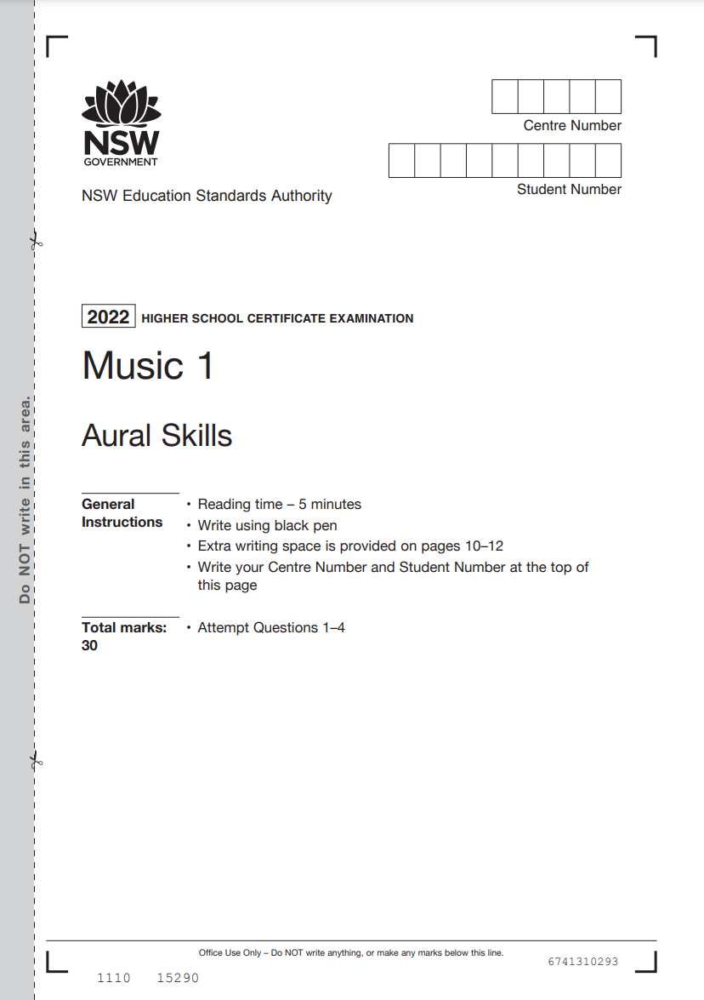 NSW
GOVERNMENT
Centre Number
Student Number
NSW Education Standards Authority
2022 HIGHER SCHOOL CERTIFICATE EXAMINATION
Music 1
Aural Skills
General
Instructions
• Reading time – 5 minutes
• Write using black pen
• Extra writing space is provided on pages 10–12
• Write your Centre Number and Student Number at the top of
this page
Total marks:
30
• Attempt Questions 1–4
Do NOT write in this area.
Office Use Only – Do NOT write anything, or make any marks below this line.
6741310293
1110 15290